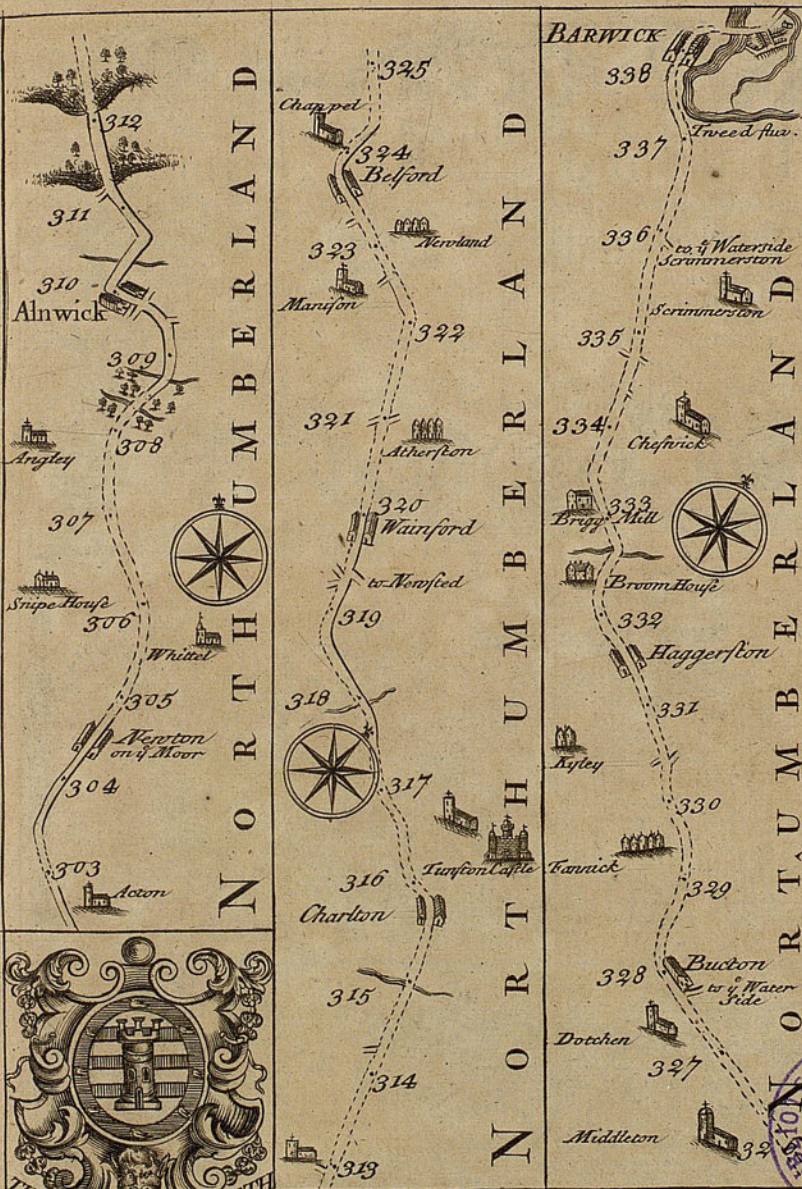 312
311
310
Alnwick
309
308
Angley
307
Snipe House
306
Whittel
305
Newton
on yᵉ Moor
304
303
Acton
NORTHUMBERLAND
325
Chappel
324
Belford
Newland
323
Manison
322
321
Atherston
320
Wainford
to Newsted
319
318
317
Tunston Castle
316
Charlton
315
314
313
NORTHUMBERLAND
BARWICK
338
Tweed flux.
337
336
to yᵉ Waterside
Scrimmerston
Scrimmerston
335
334
Cheswick
333
Brigg Mill
Broom House
332
Haggerston
331
Kyley
330
Fannick
329
Bucton
328
to yᵉ Water
Side
Dotchen
327
Middleton
32
NORTUMBERLAND